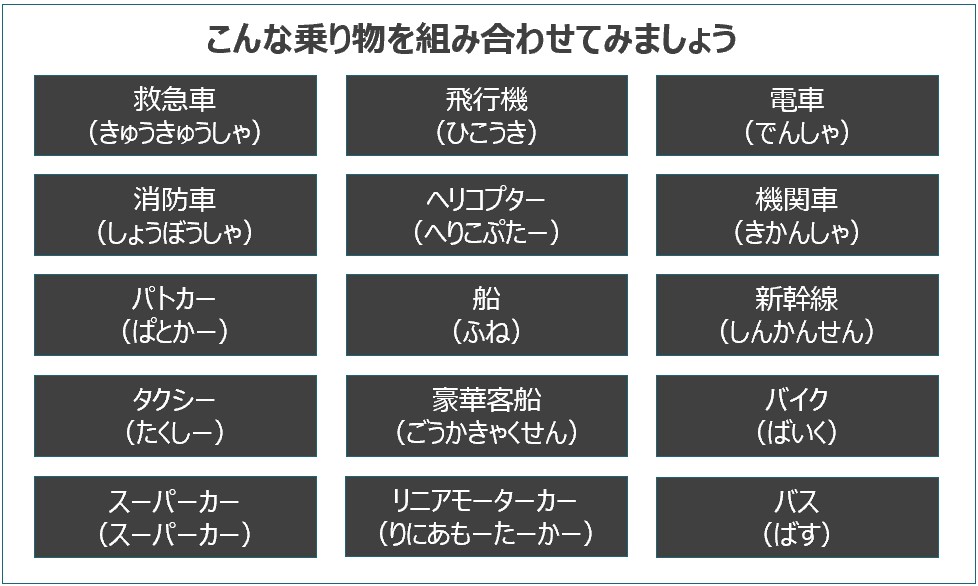 こんな乗り物を組み合わせてみましょう
救急車
（きゅうきゅうしゃ）
飛行機
（ひこうき）
電車
（でんしゃ）
消防車
（しょうぼうしゃ）
ヘリコプター
（へりこぷたー）
機関車
（きかんしゃ）
パトカー
（ぱとかー）
船
（ふね）
新幹線
（しんかんせん）
タクシー
（たくしー）
豪華客船
（ごうかきゃくせん）
バイク
（ばいく）
スーパーカー
（スーパーカー）
リニアモーターカー
（りにあもーたーかー）
バス
（ばす）